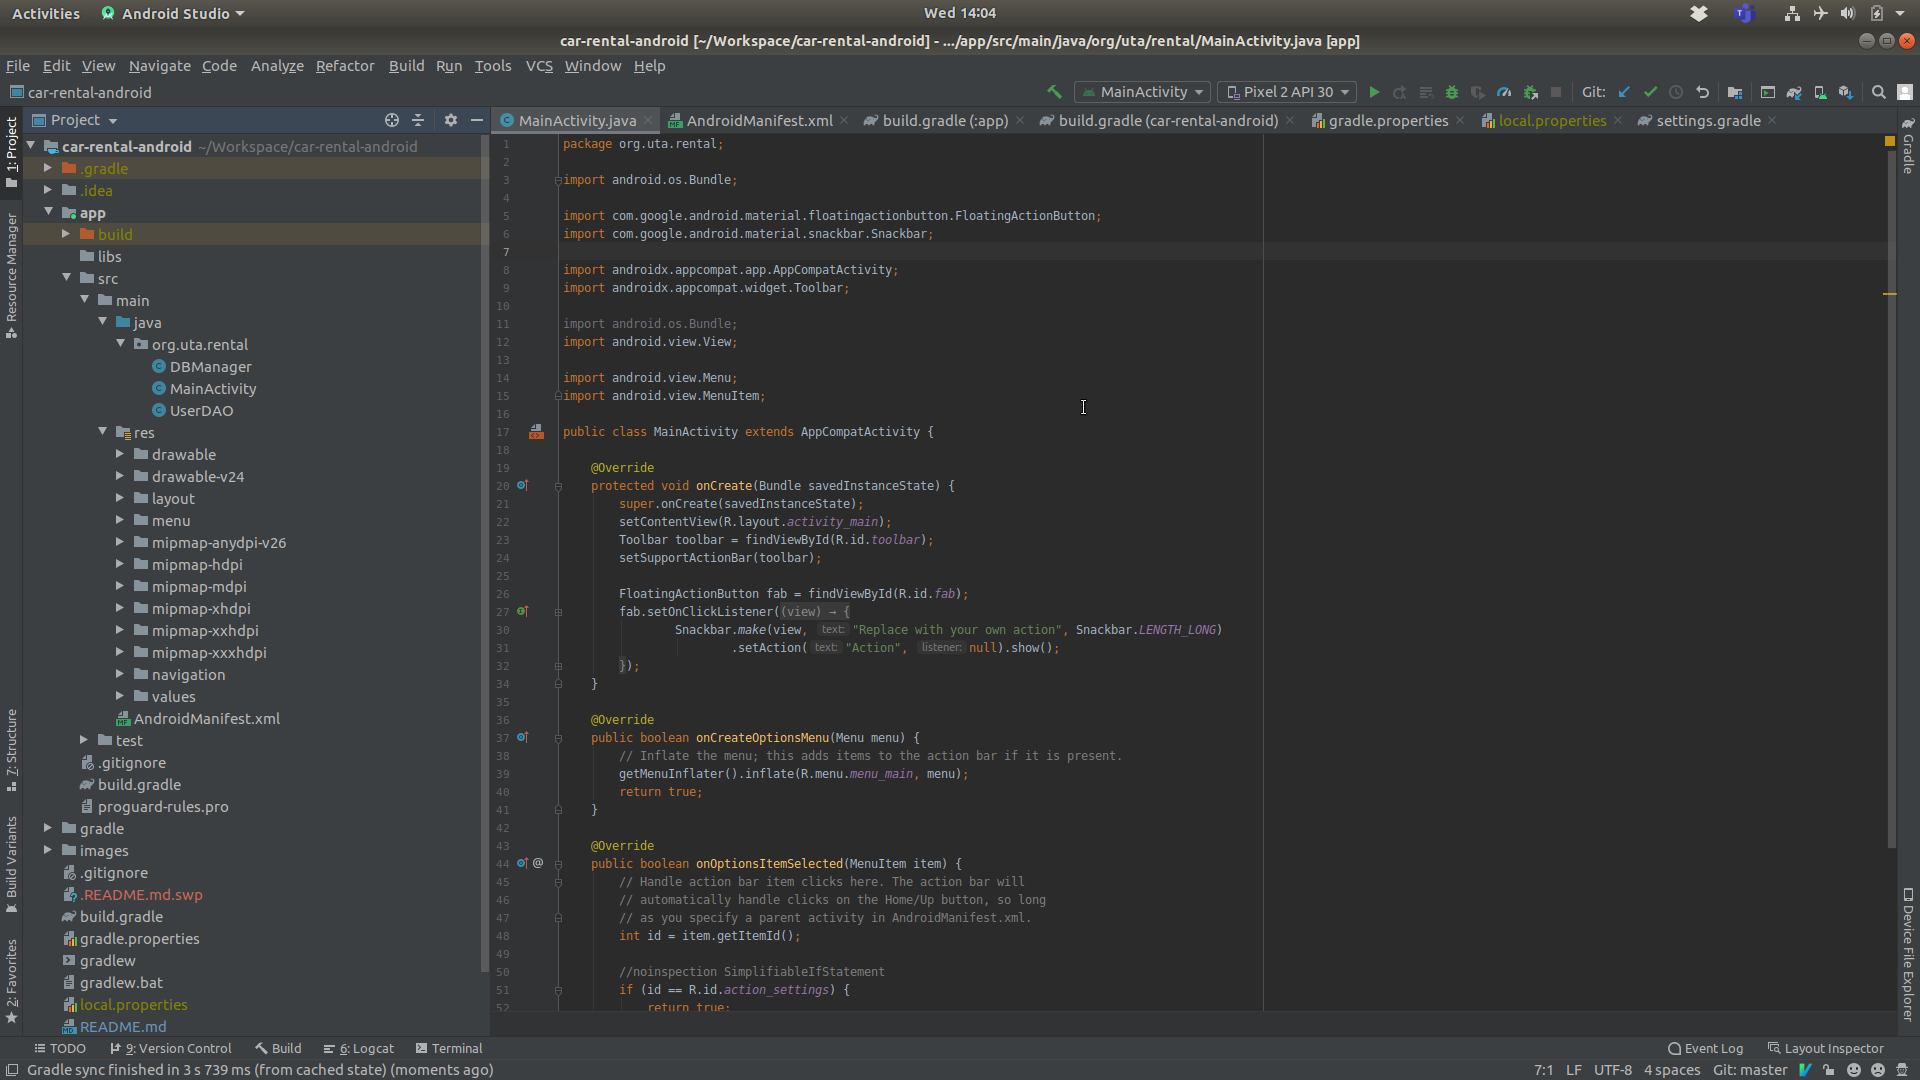 Activities Android Studio Wed 14:04
car-rental-android [~/Workspace/car-rental-android] - .../app/src/main/java/org/uta/rental/MainActivity.java [app]
File Edit View Navigate Code Analyze Refactor Build Run Tools VCS Window Help
car-rental-android MainActivity Pixel 2 API 30 Git:
Project
MainActivity.java AndroidManifest.xml build.gradle (:app) build.gradle (car-rental-android) gradle.properties local.properties settings.gradle
1: Project
Resource Manager
7: Structure
Build Variants
2: Favorites
car-rental-android ~/Workspace/car-rental-android
.gradle
.idea
app
build
libs
src
main
java
org.uta.rental
DBManager
MainActivity
UserDAO
res
drawable
drawable-v24
layout
menu
mipmap-anydpi-v26
mipmap-hdpi
mipmap-mdpi
mipmap-xhdpi
mipmap-xxhdpi
mipmap-xxxhdpi
navigation
values
AndroidManifest.xml
test
.gitignore
build.gradle
proguard-rules.pro
gradle
images
.gitignore
.README.md.swp
build.gradle
gradle.properties
gradlew
gradlew.bat
local.properties
README.md
1 package org.uta.rental;
2
3 import android.os.Bundle;
4
5 import com.google.android.material.floatingactionbutton.FloatingActionButton;
6 import com.google.android.material.snackbar.Snackbar;
7
8 import androidx.appcompat.app.AppCompatActivity;
9 import androidx.appcompat.widget.Toolbar;
10
11 import android.os.Bundle;
12 import android.view.View;
13
14 import android.view.Menu;
15 import android.view.MenuItem;
16
17 public class MainActivity extends AppCompatActivity {
18
19 @Override
20 protected void onCreate(Bundle savedInstanceState) {
21 super.onCreate(savedInstanceState);
22 setContentView(R.layout.activity_main);
23 Toolbar toolbar = findViewById(R.id.toolbar);
24 setSupportActionBar(toolbar);
25
26 FloatingActionButton fab = findViewById(R.id.fab);
27 fab.setOnClickListener((view) → {
30 Snackbar.make(view, text: "Replace with your own action", Snackbar.LENGTH_LONG)
31 .setAction( text: "Action", listener: null).show();
32 });
34 }
35
36 @Override
37 public boolean onCreateOptionsMenu(Menu menu) {
38 // Inflate the menu; this adds items to the action bar if it is present.
39 getMenuInflater().inflate(R.menu.menu_main, menu);
40 return true;
41 }
42
43 @Override
44 @ public boolean onOptionsItemSelected(MenuItem item) {
45 // Handle action bar item clicks here. The action bar will
46 // automatically handle clicks on the Home/Up button, so long
47 // as you specify a parent activity in AndroidManifest.xml.
48 int id = item.getItemId();
49
50 //noinspection SimplifiableIfStatement
51 if (id == R.id.action_settings) {
52 return true;
Gradle
Device File Explorer
TODO 9: Version Control Build 6: Logcat Terminal Event Log Layout Inspector
Gradle sync finished in 3 s 739 ms (from cached state) (moments ago) 7:1 LF UTF-8 4 spaces Git: master